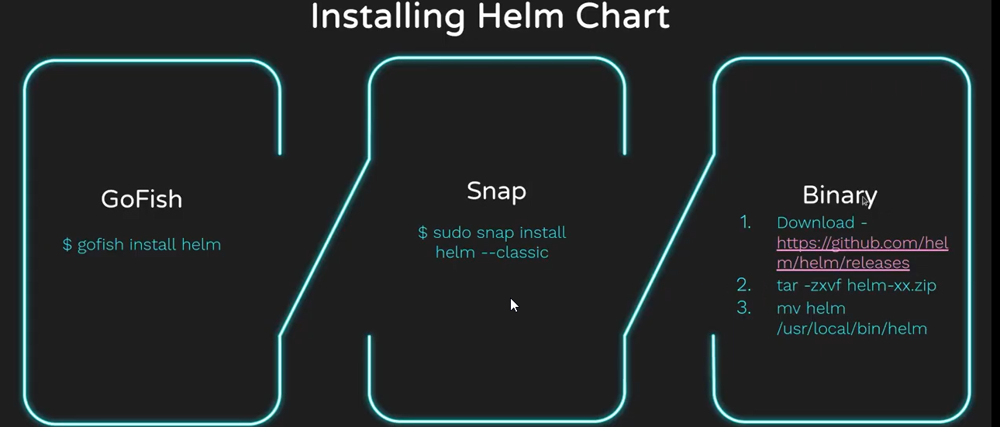 Installing Helm Chart
GoFish
$ gofish install helm
Snap
$ sudo snap install
helm --classic
Binary
1. Download -
https://github.com/hel
m/helm/releases
2. tar -zxvf helm-xx.zip
3. mv helm
/usr/local/bin/helm